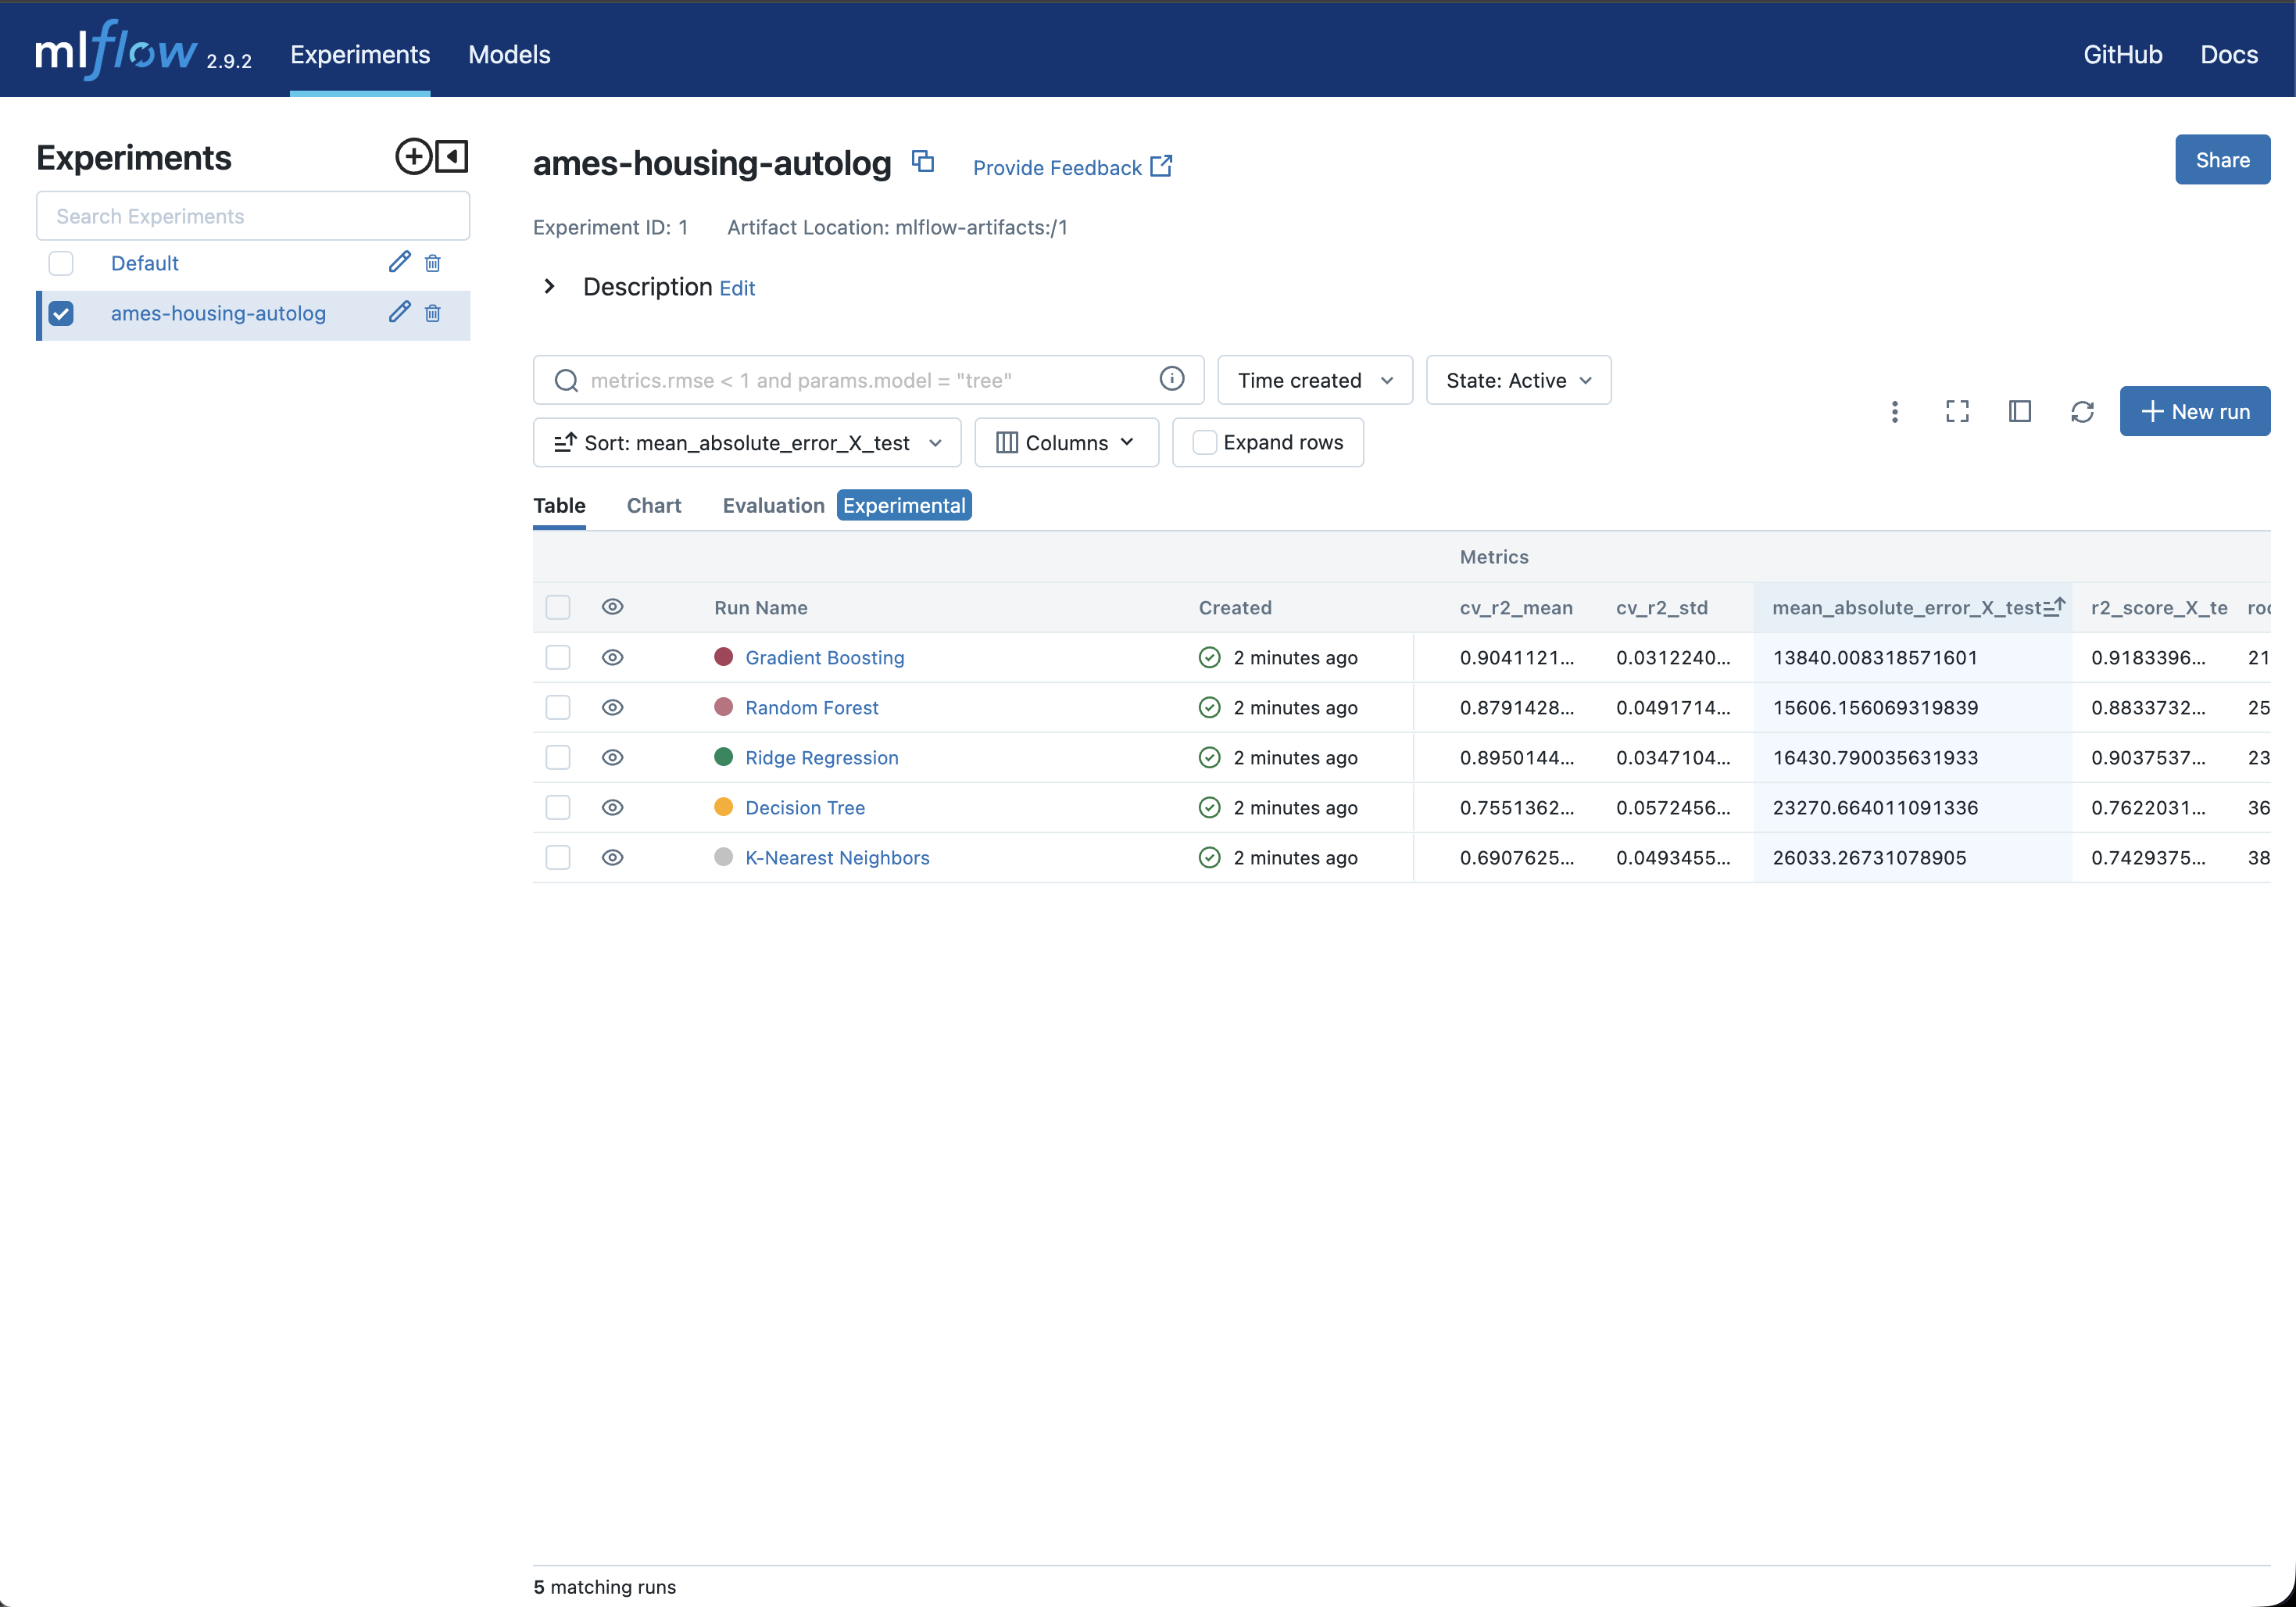 mlflow 2.9.2 Experiments Models GitHub Docs
Experiments
Search Experiments
Default
ames-housing-autolog
ames-housing-autolog Provide Feedback Share
Experiment ID: 1 Artifact Location: mlflow-artifacts:/1
Description Edit
metrics.rmse < 1 and params.model = "tree" Time created State: Active
Sort: mean_absolute_error_X_test Columns Expand rows
New run
Table Chart Evaluation Experimental
Metrics
Run Name Created cv_r2_mean cv_r2_std mean_absolute_error_X_test r2_score_X_te roo
Gradient Boosting 2 minutes ago 0.9041121... 0.0312240... 13840.008318571601 0.9183396... 21
Random Forest 2 minutes ago 0.8791428... 0.0491714... 15606.156069319839 0.8833732... 25
Ridge Regression 2 minutes ago 0.8950144... 0.0347104... 16430.790035631933 0.9037537... 23
Decision Tree 2 minutes ago 0.7551362... 0.0572456... 23270.664011091336 0.7622031... 36
K-Nearest Neighbors 2 minutes ago 0.6907625... 0.0493455... 26033.26731078905 0.7429375... 38
5 matching runs